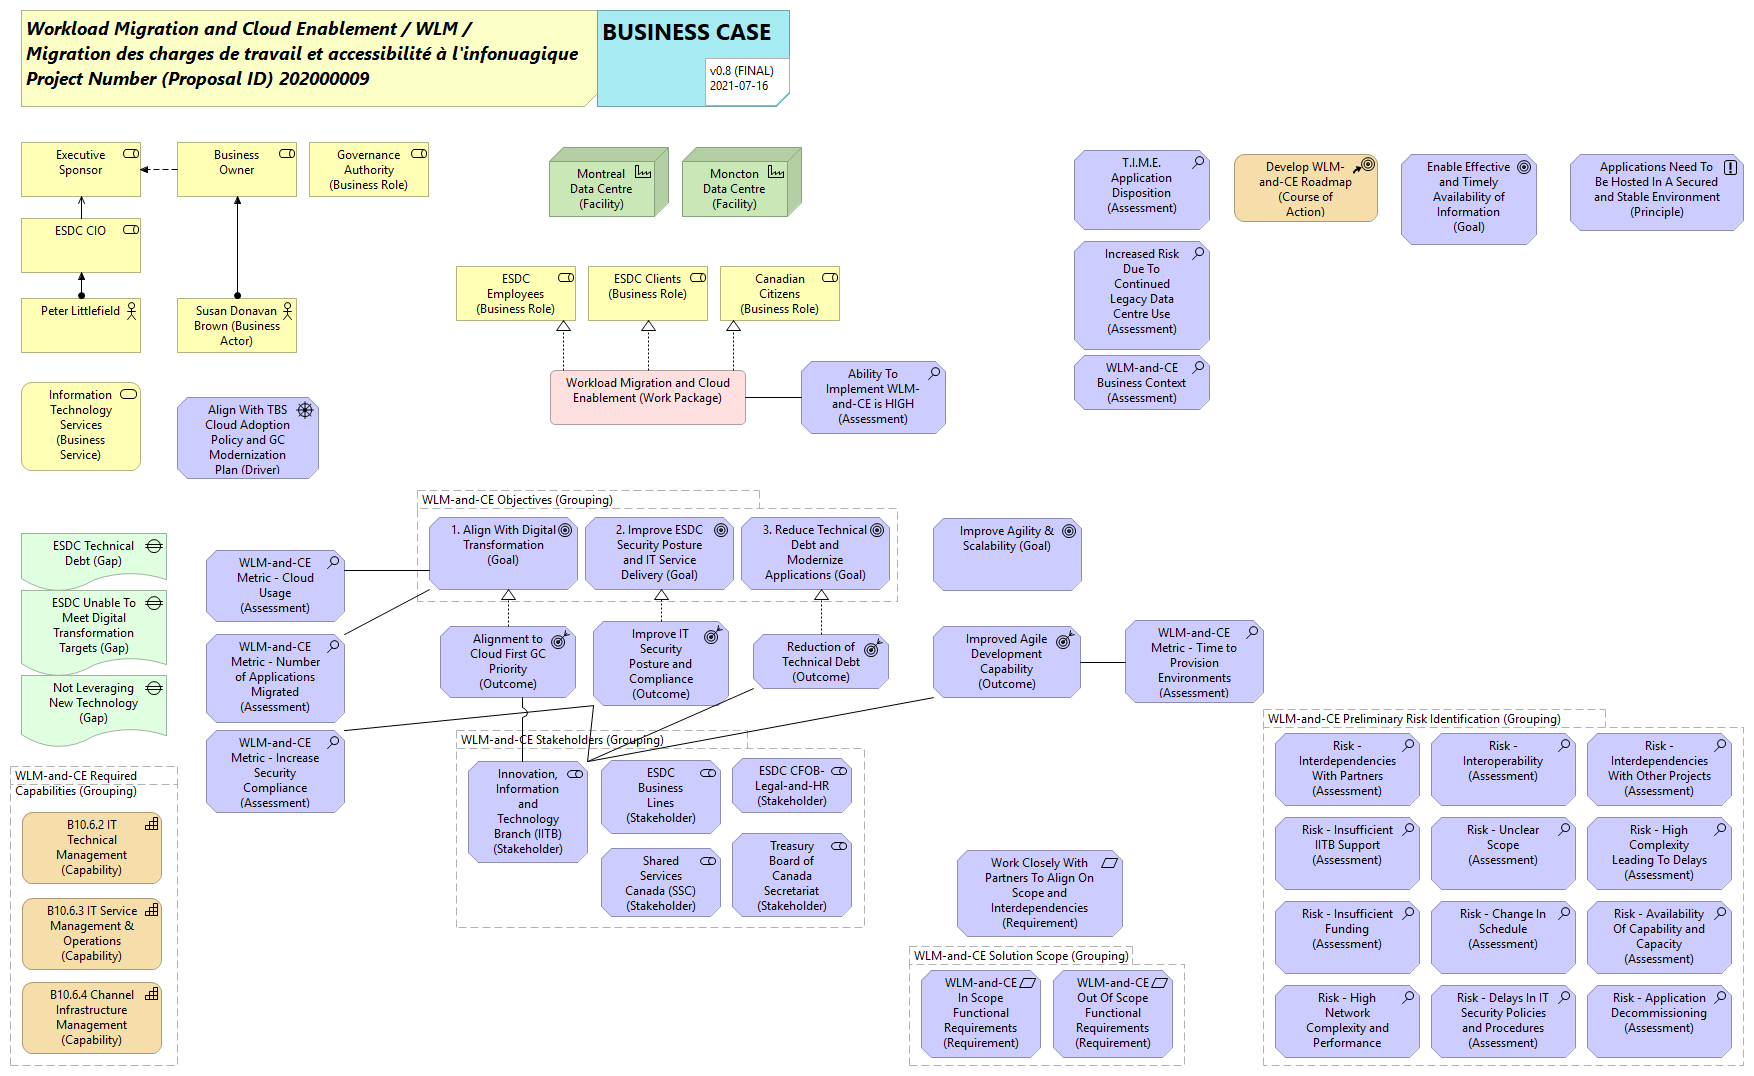 Workload Migration and Cloud Enablement / WLM /
Migration des charges de travail et accessibilité à l'infonuagique
Project Number (Proposal ID) 202000009
BUSINESS CASE
v0.8 (FINAL)
2021-07-16
Executive
Sponsor
Business
Owner
Governance
Authority
(Business Role)
ESDC CIO
Peter Littlefield
Susan Donavan
Brown (Business
Actor)
Information
Technology
Services
(Business
Service)
Align With TBS
Cloud Adoption
Policy and GC
Modernization
Plan (Driver)
Montreal
Data Centre
(Facility)
Moncton
Data Centre
(Facility)
ESDC
Employees
(Business Role)
ESDC Clients
(Business Role)
Canadian
Citizens
(Business Role)
Workload Migration and Cloud
Enablement (Work Package)
Ability To
Implement WLM-
and-CE is HIGH
(Assessment)
T.I.M.E.
Application
Disposition
(Assessment)
Increased Risk
Due To
Continued
Legacy Data
Centre Use
(Assessment)
WLM-and-CE
Business Context
(Assessment)
Develop WLM-
and-CE Roadmap
(Course of
Action)
Enable Effective
and Timely
Availability of
Information
(Goal)
Applications Need To
Be Hosted In A Secured
and Stable Environment
(Principle)
ESDC Technical
Debt (Gap)
ESDC Unable To
Meet Digital
Transformation
Targets (Gap)
Not Leveraging
New Technology
(Gap)
WLM-and-CE
Metric - Cloud
Usage
(Assessment)
WLM-and-CE
Metric - Number
of Applications
Migrated
(Assessment)
WLM-and-CE
Metric - Increase
Security
Compliance
(Assessment)
WLM-and-CE Objectives (Grouping)
1. Align With Digital
Transformation
(Goal)
2. Improve ESDC
Security Posture
and IT Service
Delivery (Goal)
3. Reduce Technical
Debt and
Modernize
Applications (Goal)
Improve Agility &
Scalability (Goal)
Alignment to
Cloud First GC
Priority
(Outcome)
Improve IT
Security
Posture and
Compliance
(Outcome)
Reduction of
Technical Debt
(Outcome)
Improved Agile
Development
Capability
(Outcome)
WLM-and-CE
Metric - Time to
Provision
Environments
(Assessment)
WLM-and-CE Required
Capabilities (Grouping)
B10.6.2 IT
Technical
Management
(Capability)
B10.6.3 IT Service
Management &
Operations
(Capability)
B10.6.4 Channel
Infrastructure
Management
(Capability)
WLM-and-CE Stakeholders (Grouping)
Innovation,
Information
and
Technology
Branch (IITB)
(Stakeholder)
ESDC
Business
Lines
(Stakeholder)
ESDC CFOB-
Legal-and-HR
(Stakeholder)
Shared
Services
Canada (SSC)
(Stakeholder)
Treasury
Board of
Canada
Secretariat
(Stakeholder)
Work Closely With
Partners To Align On
Scope and
Interdependencies
(Requirement)
WLM-and-CE Solution Scope (Grouping)
WLM-and-CE
In Scope
Functional
Requirements
(Requirement)
WLM-and-CE
Out Of Scope
Functional
Requirements
(Requirement)
WLM-and-CE Preliminary Risk Identification (Grouping)
Risk -
Interdependencies
With Partners
(Assessment)
Risk -
Interoperability
(Assessment)
Risk -
Interdependencies
With Other Projects
(Assessment)
Risk - Insufficient
IITB Support
(Assessment)
Risk - Unclear
Scope
(Assessment)
Risk - High
Complexity
Leading To Delays
(Assessment)
Risk - Insufficient
Funding
(Assessment)
Risk - Change In
Schedule
(Assessment)
Risk - Availability
Of Capability and
Capacity
(Assessment)
Risk - High
Network
Complexity and
Performance
Risk - Delays In IT
Security Policies
and Procedures
(Assessment)
Risk - Application
Decommissioning
(Assessment)